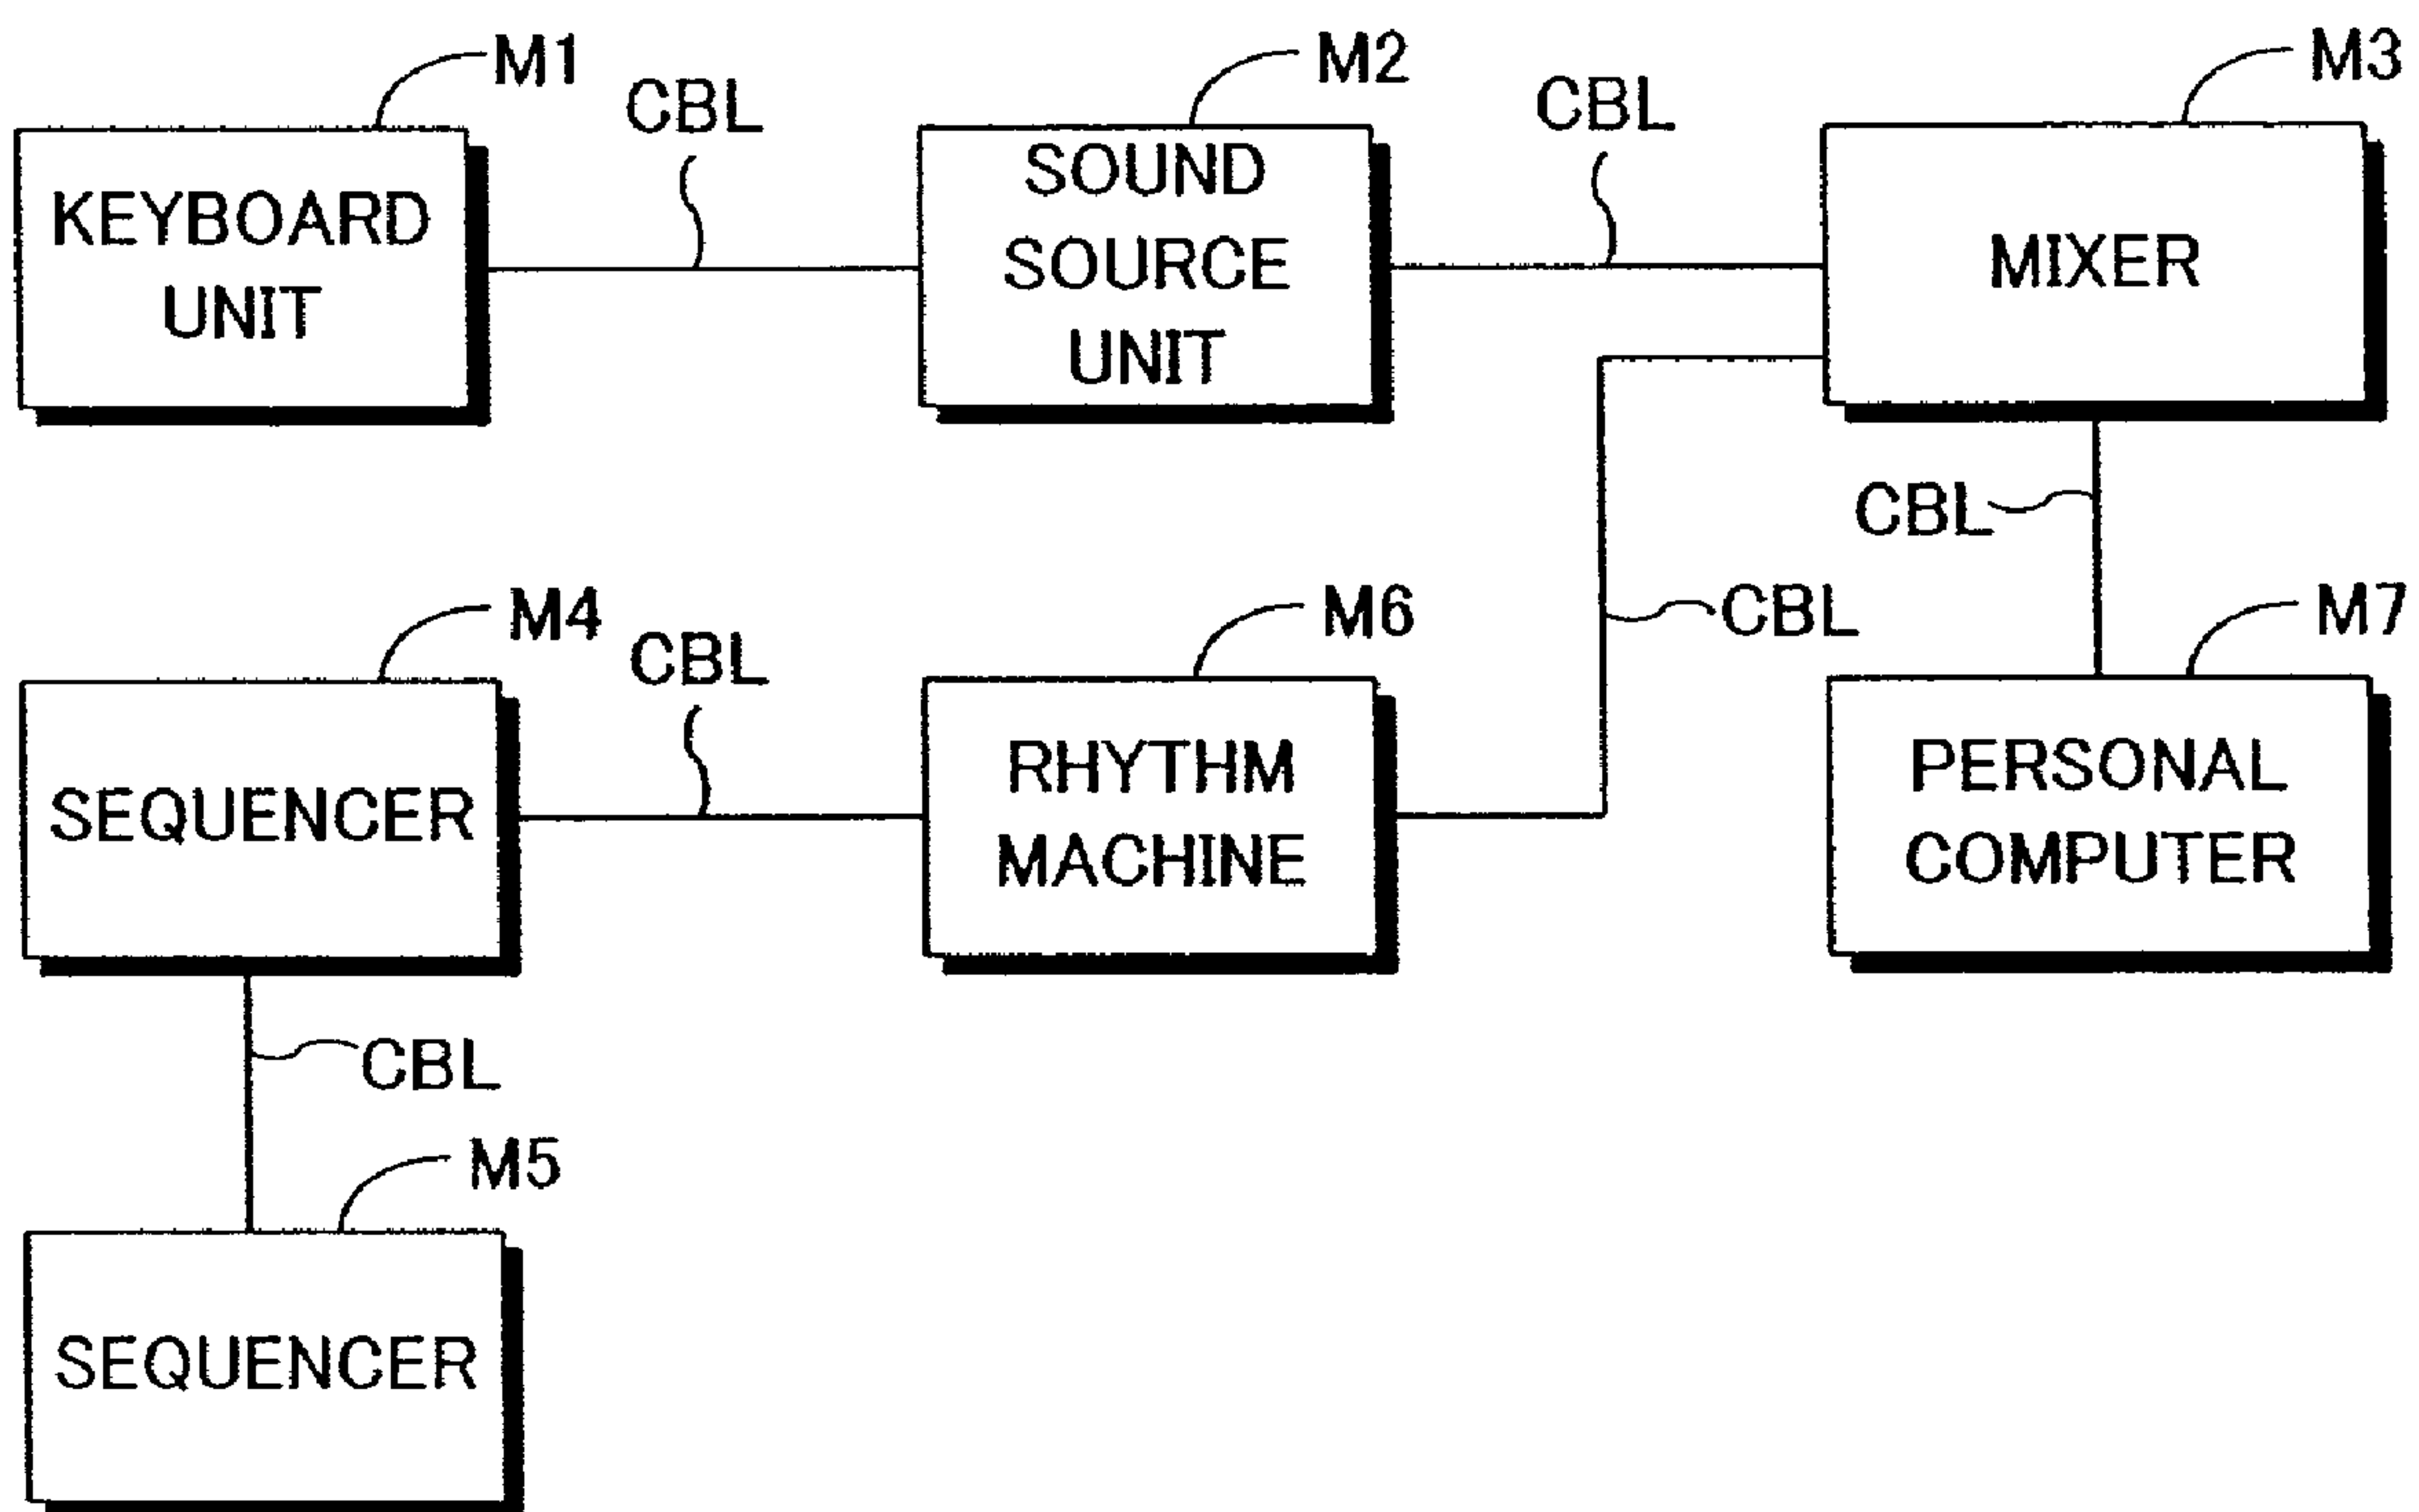 M1
CBL
M2
CBL
M3
KEYBOARD
UNIT
SOUND
SOURCE
UNIT
MIXER
CBL
M4
CBL
M6
CBL
M7
SEQUENCER
RHYTHM
MACHINE
PERSONAL
COMPUTER
CBL
M5
SEQUENCER